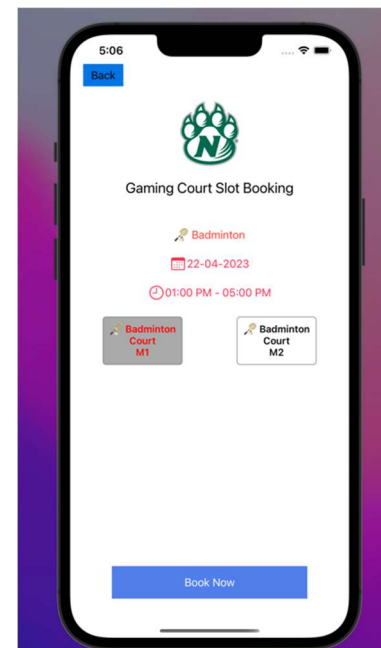 5:06
Back
N
Gaming Court Slot Booking
Badminton
22-04-2023
01:00 PM - 05:00 PM
Badminton
Court
M1
Badminton
Court
M2
Book Now